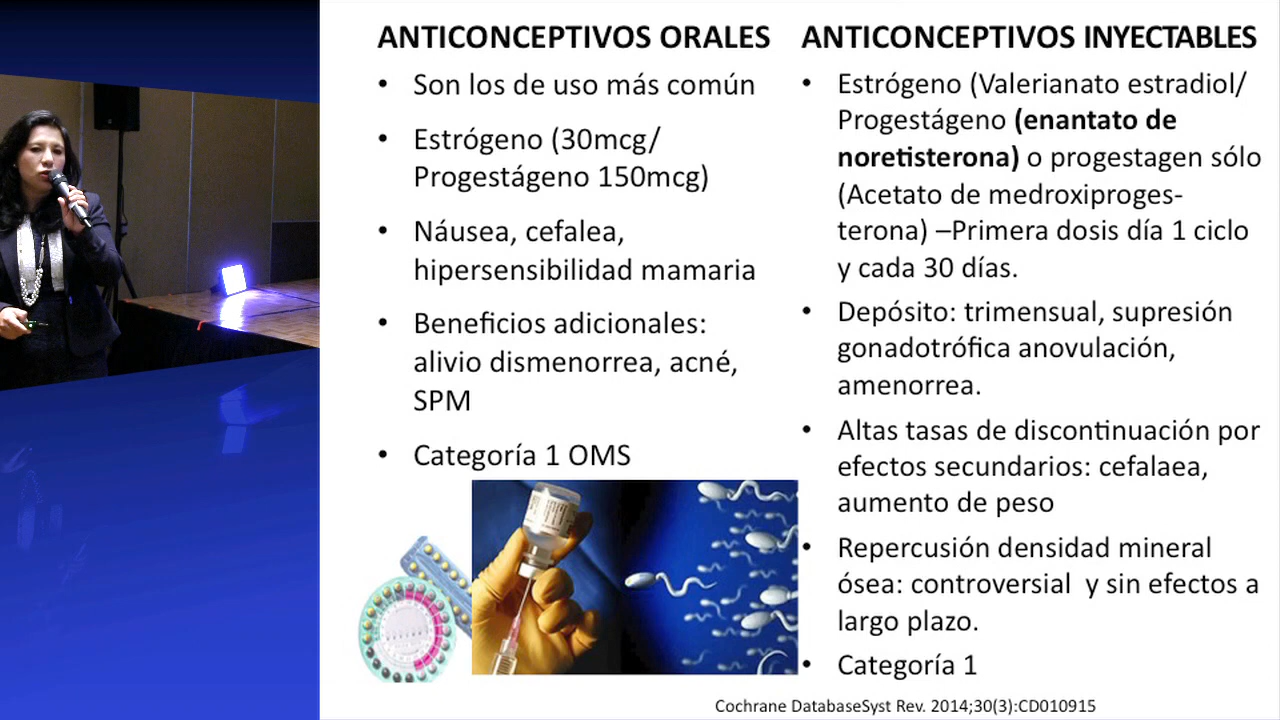 ANTICONCEPTIVOS ORALES
• Son los de uso más común
• Estrógeno (30mcg/
Progestágeno 150mcg)
• Náusea, cefalea,
hipersensibilidad mamaria
• Beneficios adicionales:
alivio dismenorrea, acné,
SPM
• Categoría 1 OMS
ANTICONCEPTIVOS INYECTABLES
• Estrógeno (Valerianato estradiol/
Progestágeno (enantato de
noretisterona) o progestagen sólo
(Acetato de medroxiproges-
terona) –Primera dosis día 1 ciclo
y cada 30 días.
• Depósito: trimensual, supresión
gonadotrófica anovulación,
amenorrea.
• Altas tasas de discontinuación por
efectos secundarios: cefalaea,
aumento de peso
• Repercusión densidad mineral
ósea: controversial y sin efectos a
largo plazo.
• Categoría 1
Cochrane DatabaseSyst Rev. 2014;30(3):CD010915